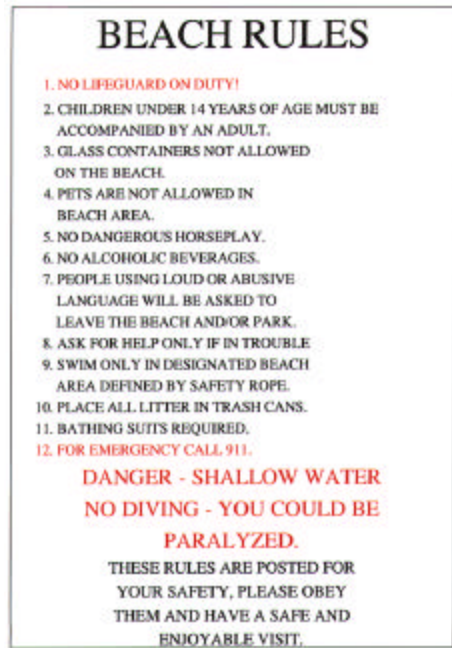 BEACH RULES
1. NO LIFEGUARD ON DUTY!
2. CHILDREN UNDER 14 YEARS OF AGE MUST BE
ACCOMPANIED BY AN ADULT.
3. GLASS CONTAINERS NOT ALLOWED
ON THE BEACH.
4. PETS ARE NOT ALLOWED IN
BEACH AREA.
5. NO DANGEROUS HORSEPLAY.
6. NO ALCOHOLIC BEVERAGES.
7. PEOPLE USING LOUD OR ABUSIVE
LANGUAGE WILL BE ASKED TO
LEAVE THE BEACH AND/OR PARK.
8. ASK FOR HELP ONLY IF IN TROUBLE
9. SWIM ONLY IN DESIGNATED BEACH
AREA DEFINED BY SAFETY ROPE.
10. PLACE ALL LITTER IN TRASH CANS.
11. BATHING SUITS REQUIRED.
12. FOR EMERGENCY CALL 911.
DANGER - SHALLOW WATER
NO DIVING - YOU COULD BE
PARALYZED.
THESE RULES ARE POSTED FOR
YOUR SAFETY, PLEASE OBEY
THEM AND HAVE A SAFE AND
ENJOYABLE VISIT.